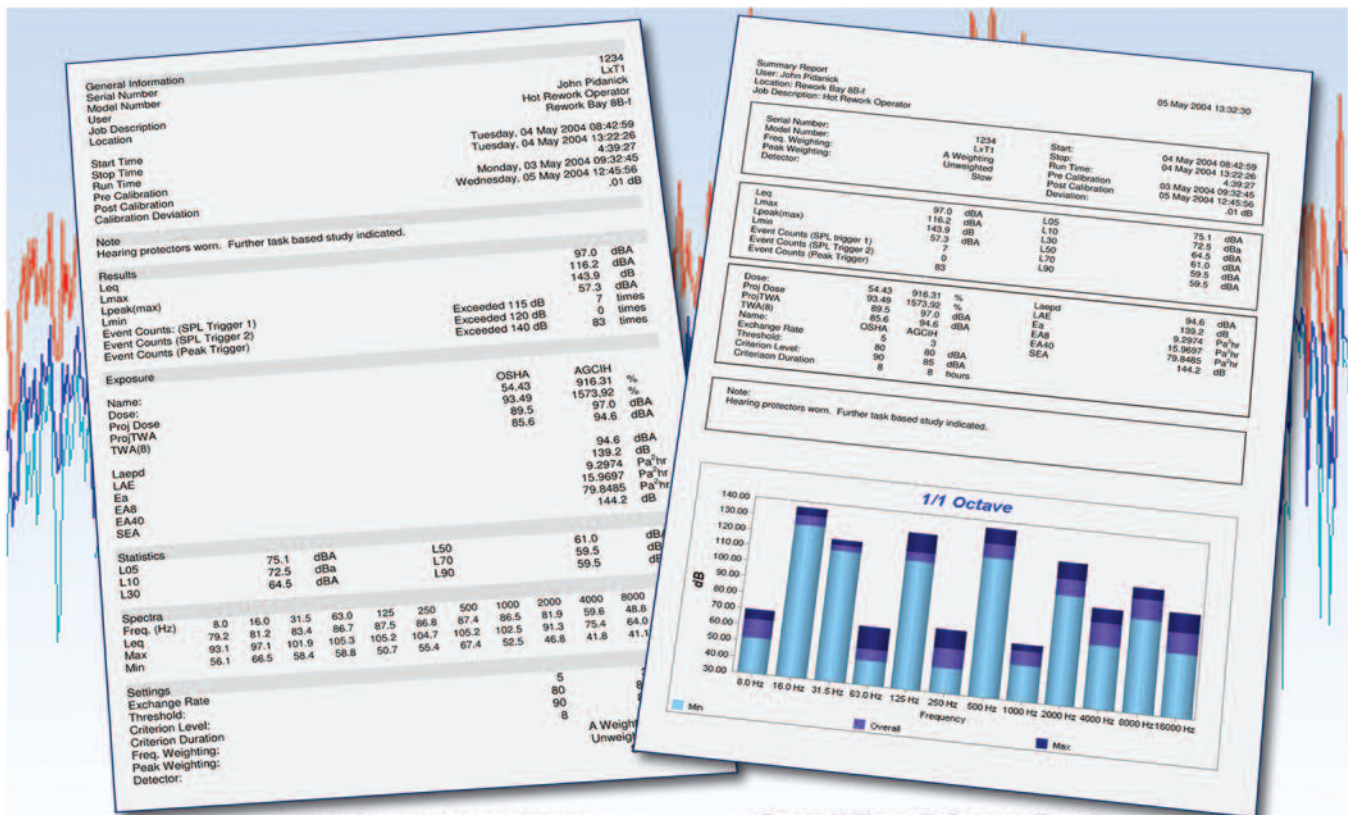 General Information
Serial Number 1234
Model Number LxT1
User John Pidanick
Job Description Hot Rework Operator
Location Rework Bay 8B-f
Start Time Tuesday, 04 May 2004 08:42:59
Stop Time Tuesday, 04 May 2004 13:22:26
Run Time 4:39:27
Pre Calibration Monday, 03 May 2004 09:32:45
Post Calibration Wednesday, 05 May 2004 12:45:56
Calibration Deviation .01 dB
Note
Hearing protectors worn. Further task based study indicated.
Results
Leq 97.0 dBA
Lmax 116.2 dBA
Lpeak(max) 143.9 dB
Lmin 57.3 dBA
Event Counts: (SPL Trigger 1) Exceeded 115 dB 7 times
Event Counts (SPL Trigger 2) Exceeded 120 dB 0 times
Event Counts (Peak Trigger) Exceeded 140 dB 83 times
Exposure
Name: OSHA AGCIH
Dose: 54.43 916.31 %
Proj Dose 93.49 1573.92 %
ProjTWA 89.5 97.0 dBA
TWA(8) 85.6 94.6 dBA
Laepd 94.6 dBA
LAE 139.2 dB
Ea 9.2974 Pa²hr
EA8 15.9697 Pa²hr
EA40 79.8485 Pa²hr
SEA 144.2 dB
Statistics
L05 75.1 dBA L50 61.0 dBA
L10 72.5 dBa L70 59.5
L30 64.5 dBA L90 59.5
Spectra
Freq. (Hz) 8.0 16.0 31.5 63.0 125 250 500 1000 2000 4000 8000
Leq 79.2 81.2 83.4 86.7 87.5 86.8 87.4 86.5 81.9 59.6 48.8
Max 93.1 97.1 101.9 105.3 105.2 104.7 105.2 102.5 91.3 75.4 64.0
Min 56.1 66.5 58.4 58.8 50.7 55.4 67.4 52.5 46.8 41.8 41.1
Settings
Exchange Rate 5
Threshold: 80
Criterion Level: 90
Criterion Duration 8
Freq. Weighting:
Peak Weighting:
Detector:
Summary Report
User: John Pidanick
Location: Rework Bay 8B-f
Job Description: Hot Rework Operator
05 May 2004 13:32:30
Serial Number: 1234 Start: 04 May 2004 08:42:59
Model Number: LxT1 Stop: 04 May 2004 13:22:26
Freq. Weighting: A Weighting Run Time: 4:39:27
Peak Weighting: Unweighted Pre Calibration 03 May 2004 09:32:45
Detector: Slow Post Calibration 05 May 2004 12:45:56
Deviation: .01 dB
Leq 97.0 dBA L05 75.1 dBA
Lmax 116.2 dBA L10 72.5 dBa
Lpeak(max) 143.9 dB L30 64.5 dBA
Lmin 57.3 dBA L50 61.0 dBA
Event Counts (SPL trigger 1) 7 L70 59.5 dBA
Event Counts (SPL Trigger 2) 0 L90 59.5 dBA
Event Counts (Peak Trigger) 83
Dose: 54.43 916.31 % Laepd 94.6 dBA
Proj Dose 93.49 1573.92 % LAE 139.2 dB
ProjTWA 89.5 97.0 dBA Ea 9.2974 Pa²hr
TWA(8) 85.6 94.6 dBA EA8 15.9697 Pa²hr
Name: OSHA AGCIH EA40 79.8485 Pa²hr
Exchange Rate 5 3 SEA 144.2 dB
Threshold: 80 80 dBA
Criterion Level: 90 85 dBA
Criteriaon Duration 8 8 hours
Note:
Hearing protectors worn. Further task based study indicated.
1/1 Octave
140.00
130.00
120.00
110.00
100.00
90.00
80.00
70.00
60.00
50.00
40.00
30.00
dB
8.0 Hz 16.0 Hz 31.5 Hz 63.0 Hz 125 Hz 250 Hz 500 Hz 1000 Hz 2000 Hz 4000 Hz 8000 Hz 16000 Hz
Frequency
Min Overall Max